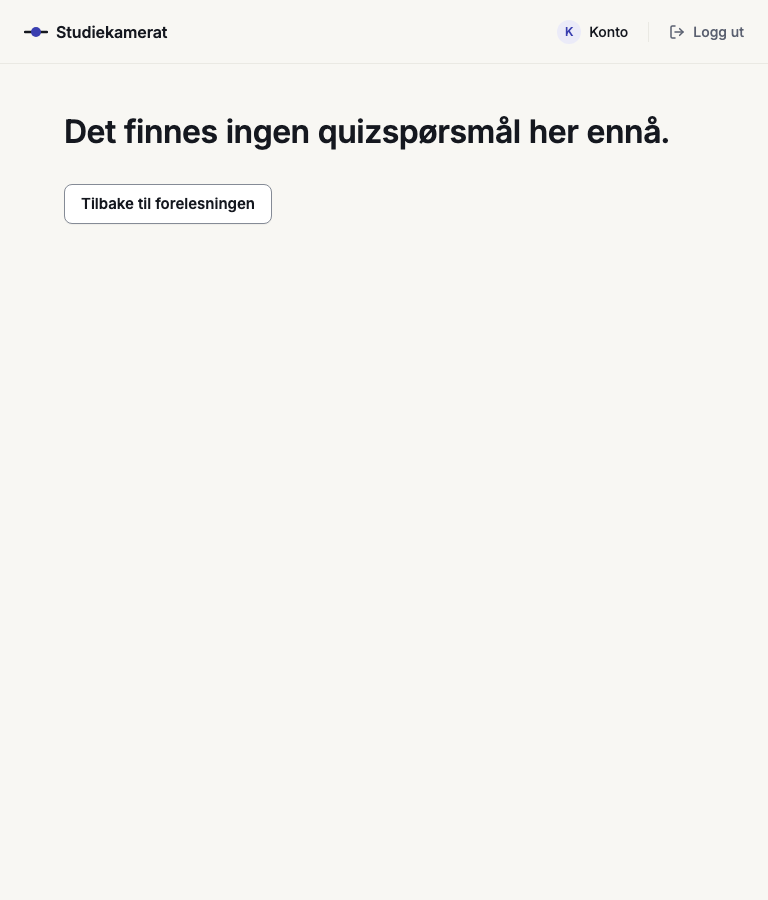 Studiekamerat
K Konto
Logg ut
Det finnes ingen quizspørsmål her ennå.
Tilbake til forelesningen